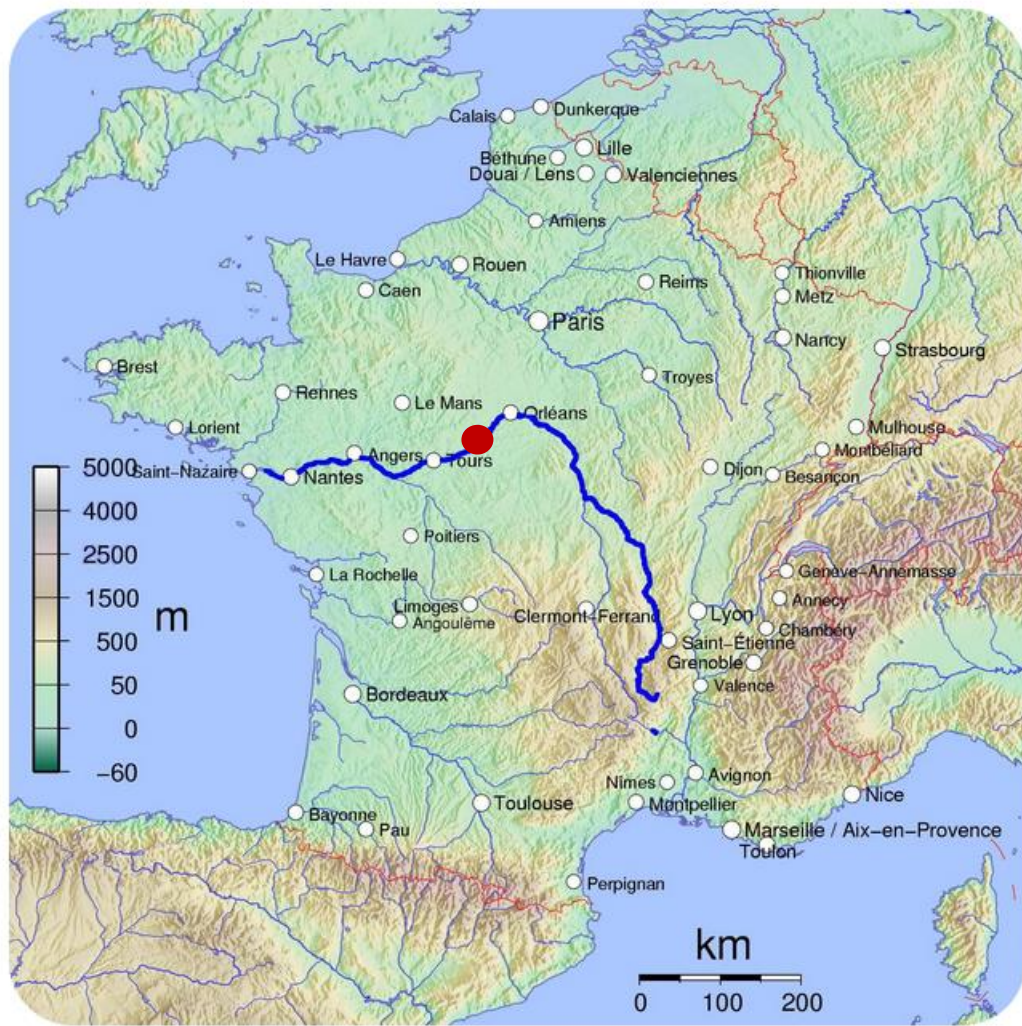 Dunkerque
Calais
Lille
Béthune
Douai / Lens
Valenciennes
Amiens
Le Havre
Rouen
Caen
Reims
Thionville
Metz
Paris
Nancy
Strasbourg
Brest
Troyes
Rennes
Le Mans
Orléans
Lorient
Mulhouse
Montbéliard
Angers
Tours
Dijon
Besançon
Saint-Nazaire
Nantes
5000
4000
2500
1500
500
50
0
-60
m
Poitiers
La Rochelle
Genève-Annemasse
Annecy
Limoges
Angoulême
Clermont-Ferrand
Lyon
Chambéry
Saint-Étienne
Grenoble
Valence
Bordeaux
Avignon
Nîmes
Montpellier
Nice
Toulouse
Bayonne
Pau
Marseille / Aix-en-Provence
Toulon
Perpignan
km
0 100 200